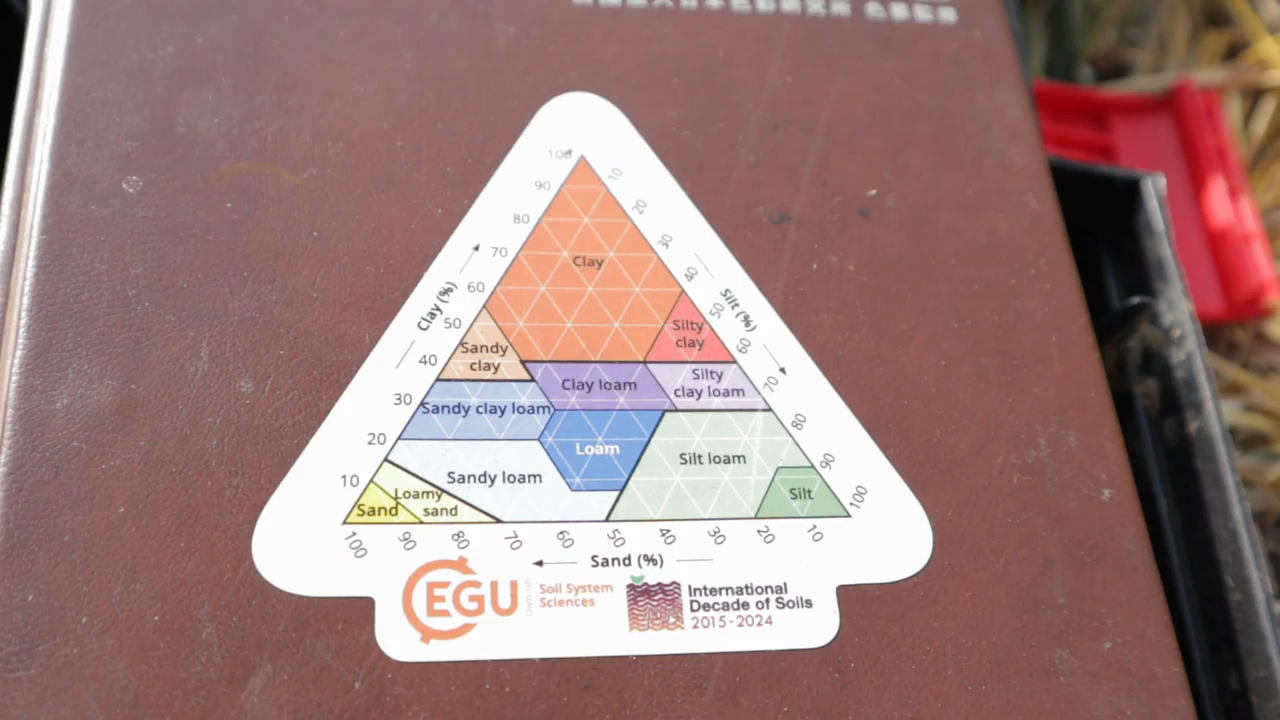 100
90
80
70
60
50
40
30
20
10
Clay (%)
10
20
30
40
50
60
70
80
90
100
Silt (%)
Clay
Silty
clay
Sandy
clay
Clay loam
Silty
clay loam
Sandy clay loam
Loam
Silt loam
Sandy loam
Silt
Loamy
sand
Sand
100
90
80
70
60
50
40
30
20
10
Sand (%)
EGU
Division
Soil System
Sciences
International
Decade of Soils
2015-2024